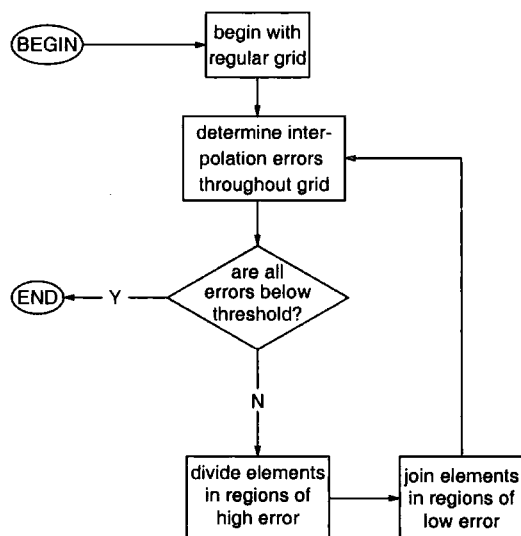 BEGIN
begin with
regular grid
determine inter-
polation errors
throughout grid
are all
errors below
threshold?
Y
END
N
divide elements
in regions of
high error
join elements
in regions of
low error